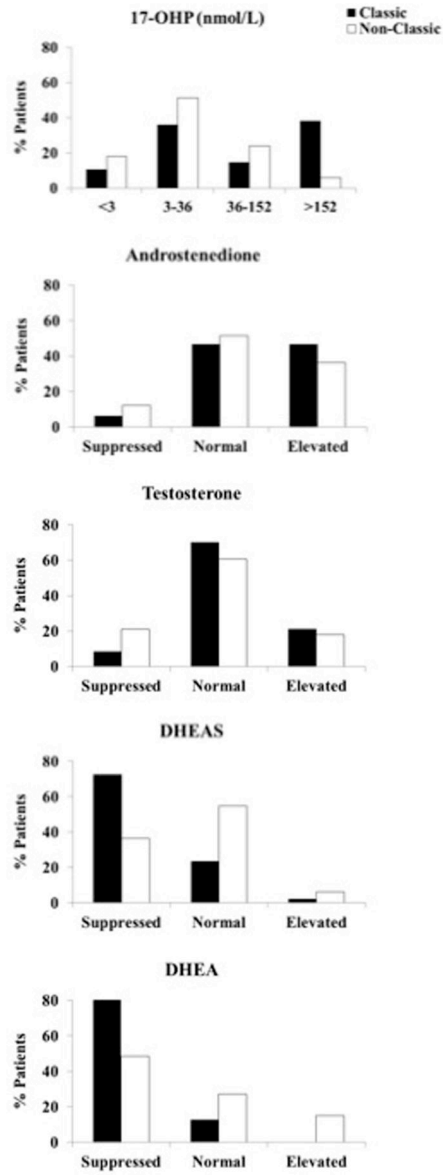 17-OHP (nmol/L)
Classic
Non-Classic
% Patients
80
60
40
20
0
<3 3-36 36-152 >152
Androstenedione
% Patients
80
60
40
20
0
Suppressed Normal Elevated
Testosterone
% Patients
80
60
40
20
0
Suppressed Normal Elevated
DHEAS
% Patients
80
60
40
20
0
Suppressed Normal Elevated
DHEA
% Patients
80
60
40
20
0
Suppressed Normal Elevated